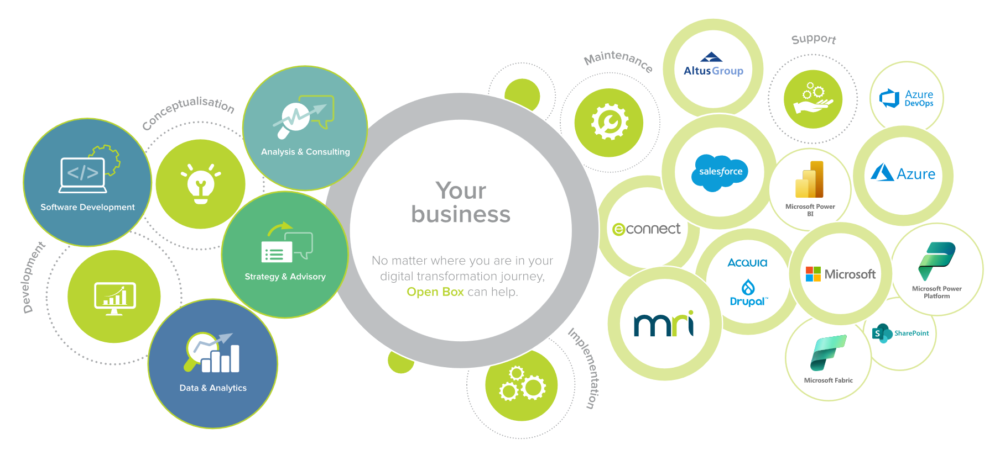 Development
Software Development
</>
Conceptualisation
Analysis & Consulting
Strategy & Advisory
Data & Analytics
Your
business
No matter where you are in your
digital transformation journey,
Open Box can help.
Maintenance
Implementation
Support
AltusGroup
salesforce
econnect
mri
Acquia
Drupal™
Microsoft
Microsoft Power
BI
Azure
DevOps
Azure
Microsoft Power
Platform
S SharePoint
Microsoft Fabric